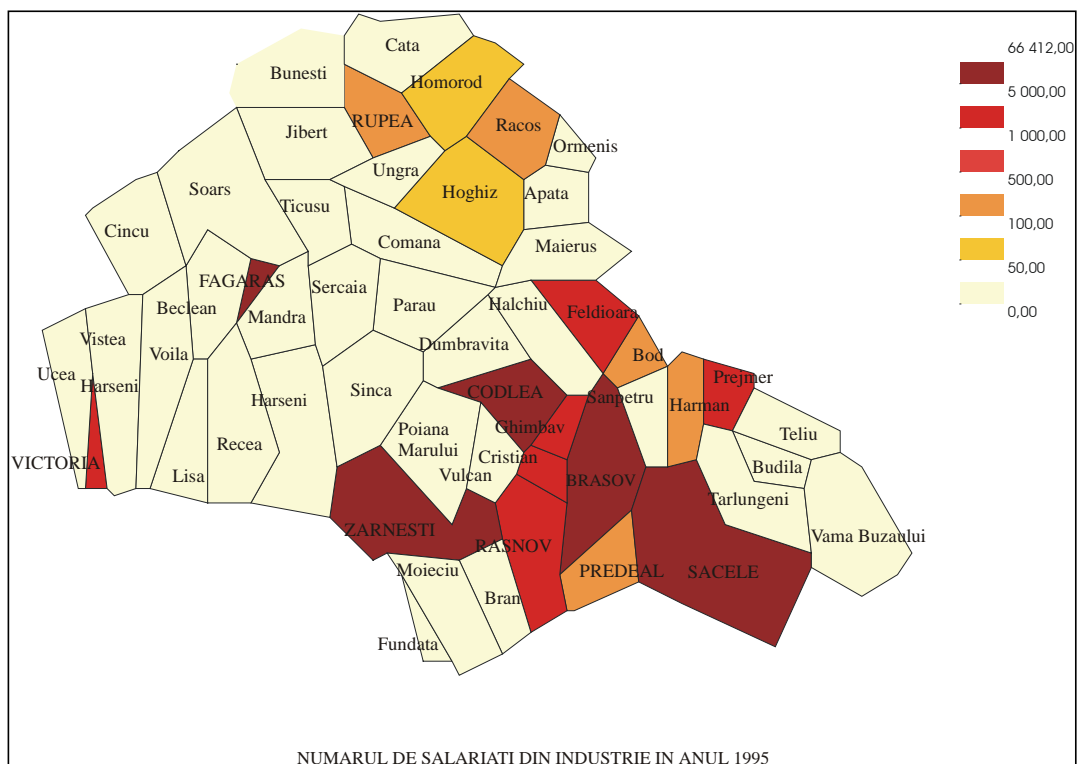 Cata
66 412,00
Bunesti
Homorod
5 000,00
RUPEA
Racos
1 000,00
Jibert
Ormenis
Ungra
500,00
Soars
Hoghiz
Apata
Ticusu
100,00
Cincu
Comana
Maierus
50,00
FAGARAS
Sercaia
Beclean
Parau
Halchiu
Feldioara
0,00
Mandra
Vistea
Voila
Dumbravita
Bod
Ucea
Harseni
Harseni
Sinca
CODLEA
Sanpetru
Harman
Prejmer
Recea
Poiana
Marului
Ghimbav
Teliu
VICTORIA
Lisa
Vulcan
Cristian
BRASOV
Budila
Tarlungeni
ZARNESTI
RASNOV
Vama Buzaului
Moieciu
PREDEAL
SACELE
Bran
Fundata
NUMARUL DE SALARIATI DIN INDUSTRIE IN ANUL 1995